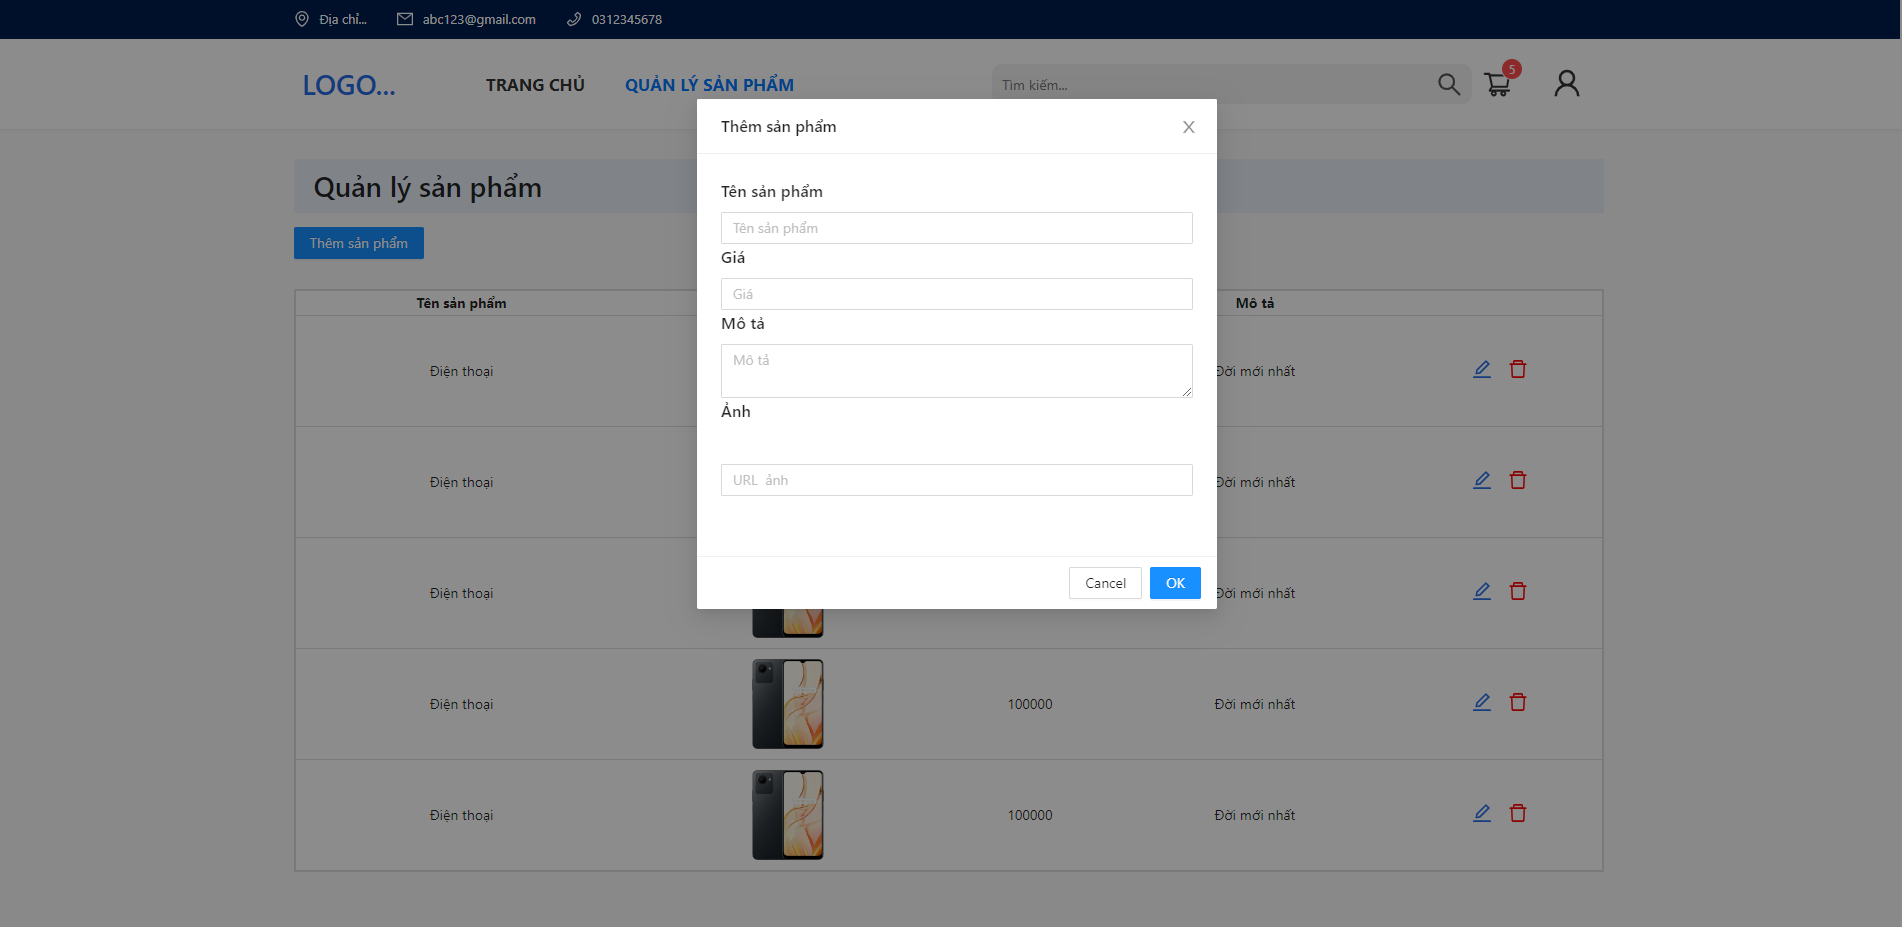 Địa chỉ... abc123@gmail.com 0312345678
LOGO... TRANG CHỦ QUẢN LÝ SẢN PHẨM Tìm kiếm... 5
Quản lý sản phẩm
Thêm sản phẩm
Tên sản phẩm Mô tả
Điện thoại Đời mới nhất
Điện thoại Đời mới nhất
Điện thoại Đời mới nhất
Điện thoại 100000 Đời mới nhất
Điện thoại 100000 Đời mới nhất
Thêm sản phẩm
Tên sản phẩm
Tên sản phẩm
Giá
Giá
Mô tả
Mô tả
Ảnh
URL ảnh
Cancel OK